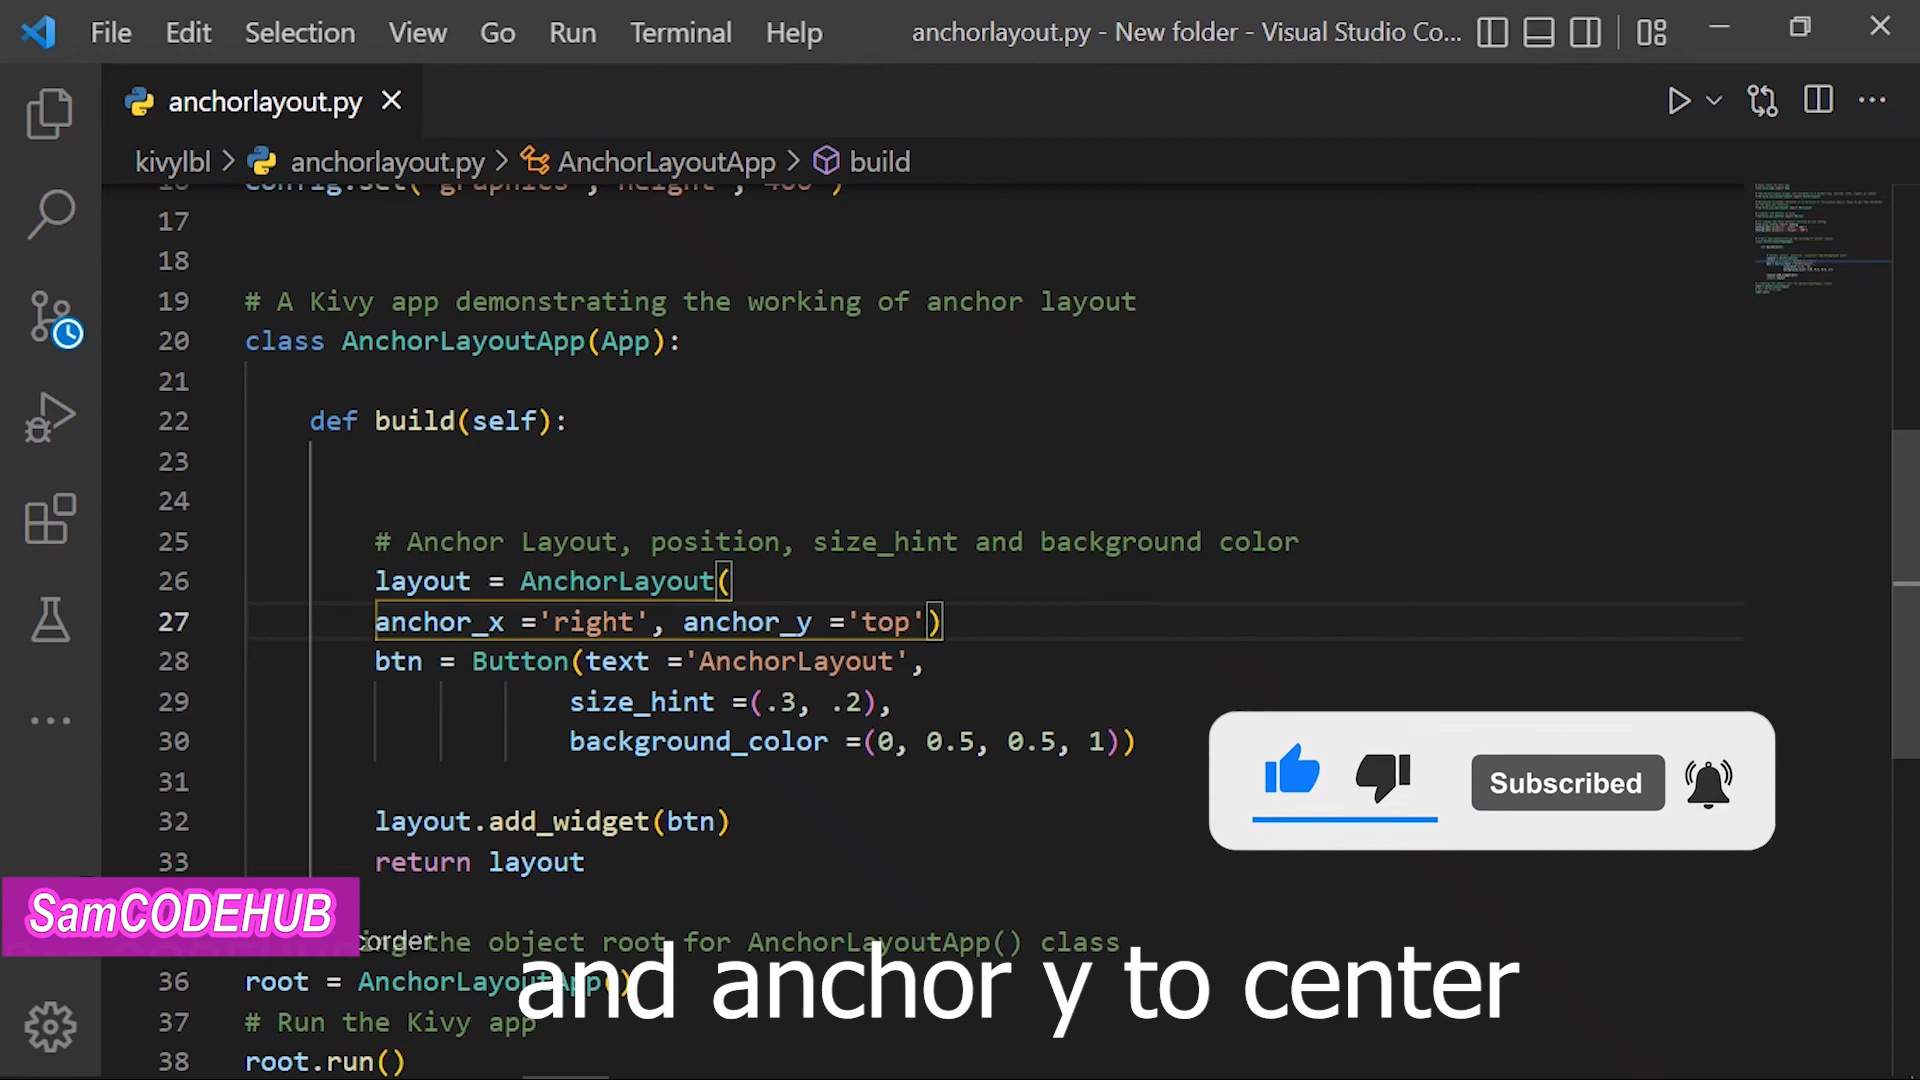 File Edit Selection View Go Run Terminal Help anchorlayout.py - New folder - Visual Studio Co...
anchorlayout.py
kivylbl > anchorlayout.py > AnchorLayoutApp > build
17
18
19 # A Kivy app demonstrating the working of anchor layout
20 class AnchorLayoutApp(App):
21
22 def build(self):
23
24
25 # Anchor Layout, position, size_hint and background color
26 layout = AnchorLayout(
27 anchor_x ='right', anchor_y ='top')
28 btn = Button(text ='AnchorLayout',
29 size_hint =(.3, .2),
30 background_color =(0, 0.5, 0.5, 1))
31
32 layout.add_widget(btn)
33 return layout
Subscribed
SamCODEHUB
the object root for AnchorLayoutApp() class
36 root = AnchorLayoutApp()
and anchor y to center
37 # Run the Kivy app
38 root.run()